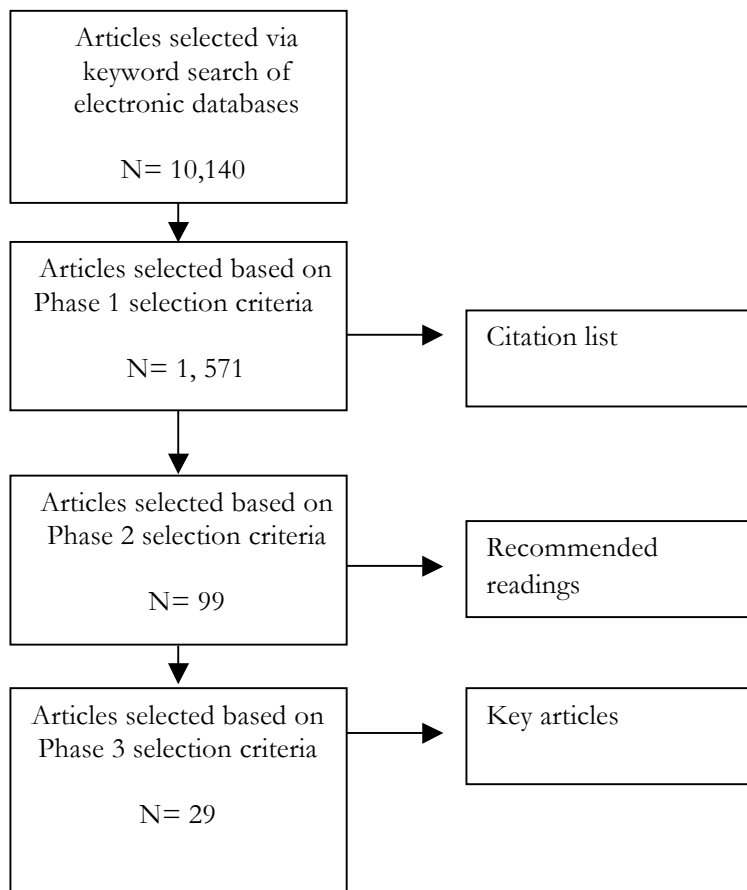 Articles selected via
keyword search of
electronic databases
N= 10,140
Articles selected based on
Phase 1 selection criteria
N= 1, 571
Citation list
Articles selected based on
Phase 2 selection criteria
N= 99
Recommended
readings
Articles selected based on
Phase 3 selection criteria
N= 29
Key articles